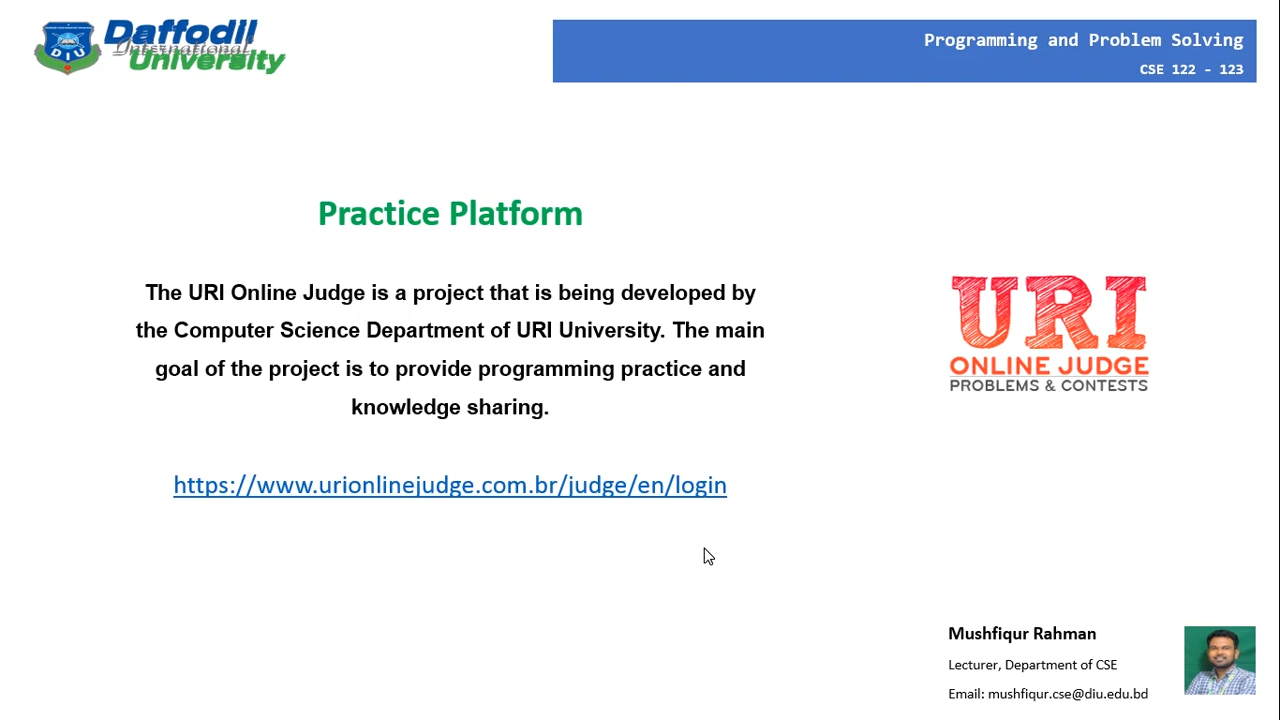 Daffodil
International
University
DIU
Programming and Problem Solving
CSE 122 - 123
Practice Platform
The URI Online Judge is a project that is being developed by
the Computer Science Department of URI University. The main
goal of the project is to provide programming practice and
knowledge sharing.
https://www.urionlinejudge.com.br/judge/en/login
URI
ONLINE JUDGE
PROBLEMS & CONTESTS
Mushfiqur Rahman
Lecturer, Department of CSE
Email: mushfiqur.cse@diu.edu.bd